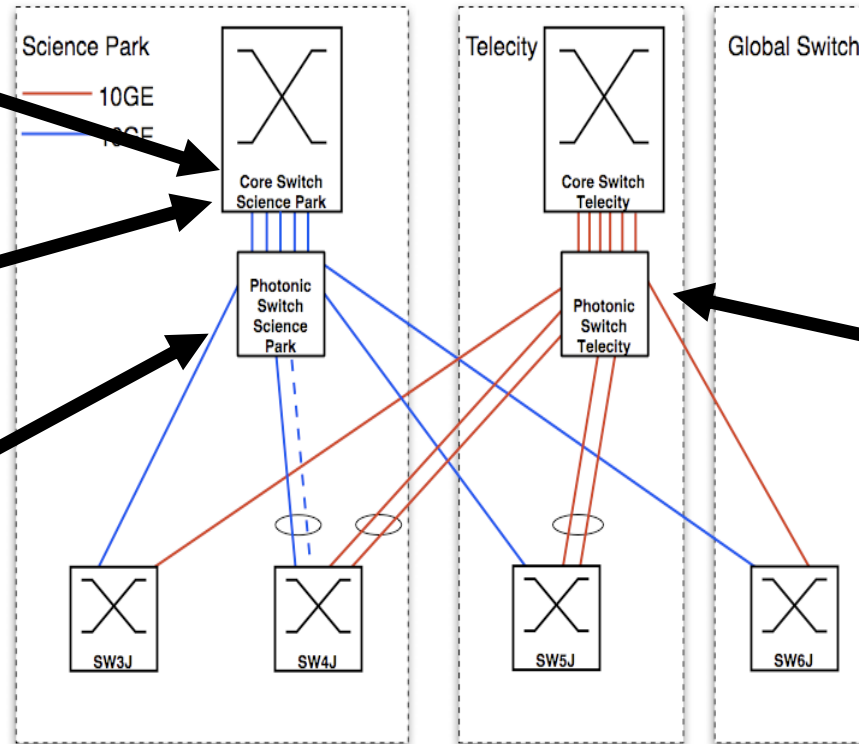 Science Park
Telecity
Global Switch
10GE
10GE
Core Switch
Science Park
Core Switch
Telecity
Photonic
Switch
Science
Park
Photonic
Switch
Telecity
SW3J
SW4J
SW5J
SW6J